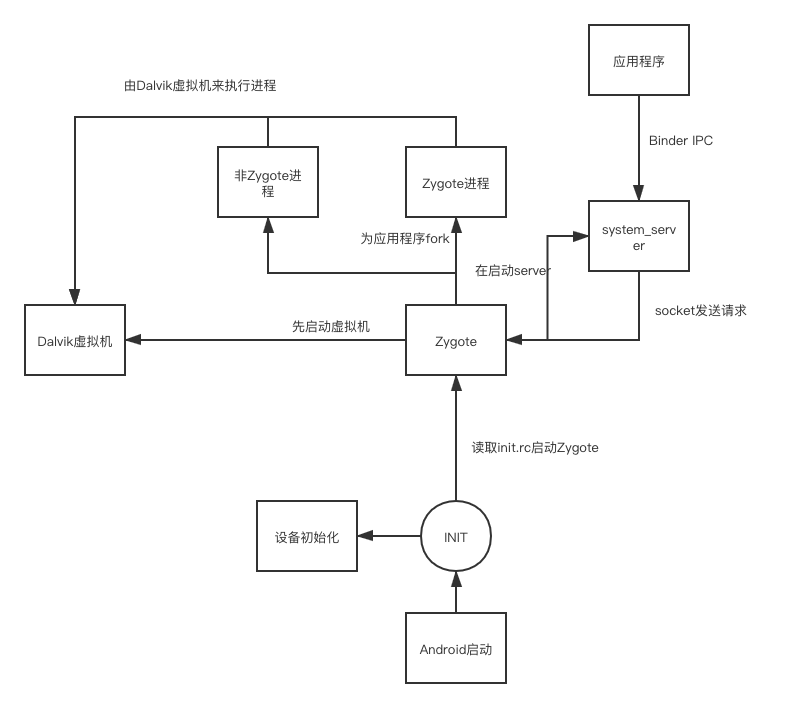 应用程序
由Dalvik虚拟机来执行进程
Binder IPC
非Zygote进
程
Zygote进程
system_serv
er
为应用程序fork
在启动server
socket发送请求
先启动虚拟机
Dalvik虚拟机
Zygote
读取init.rc启动Zygote
设备初始化
INIT
Android启动